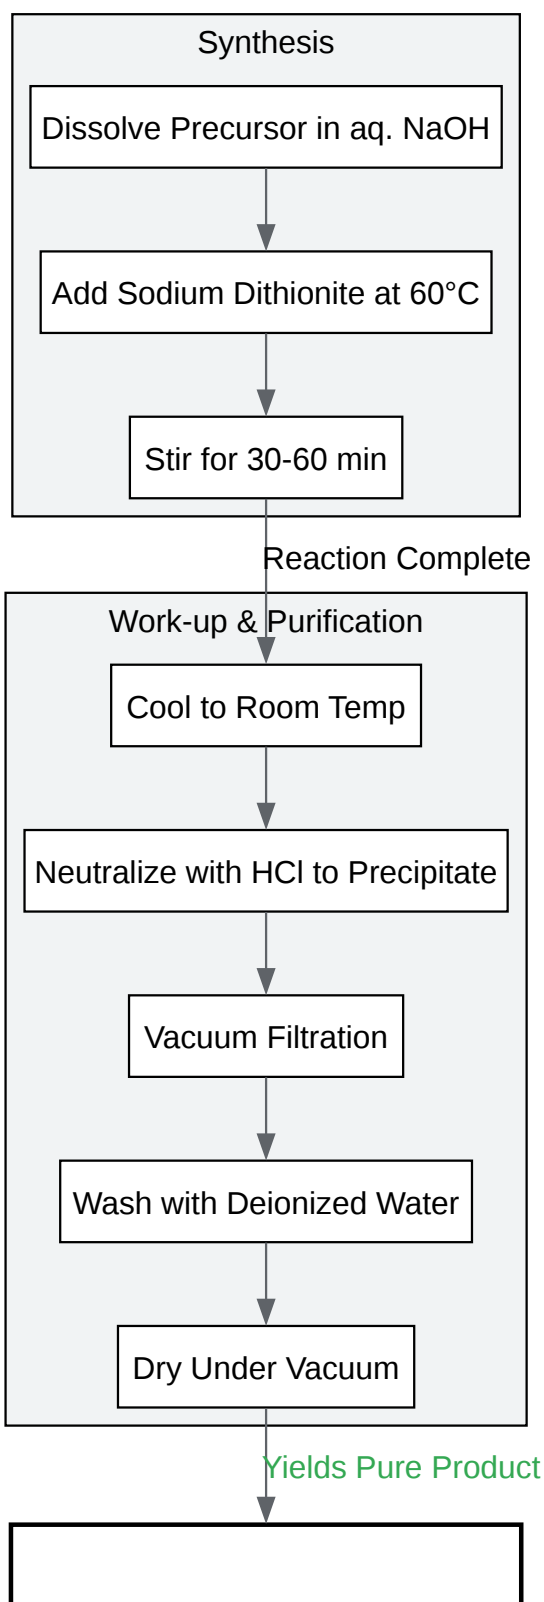 Synthesis
Dissolve Precursor in aq. NaOH
Add Sodium Dithionite at 60°C
Stir for 30-60 min
Reaction Complete
Work-up & Purification
Cool to Room Temp
Neutralize with HCl to Precipitate
Vacuum Filtration
Wash with Deionized Water
Dry Under Vacuum
Yields Pure Product